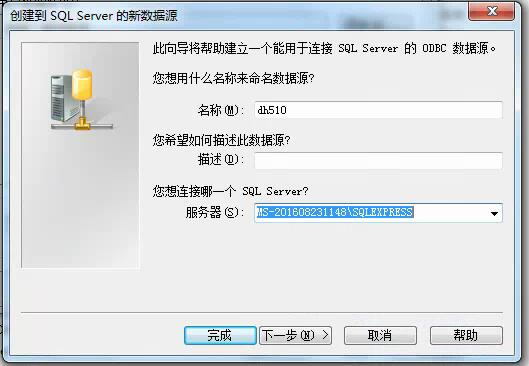 创建到 SQL Server 的新数据源
此向导将帮助建立一个能用于连接 SQL Server 的 ODBC 数据源。
您想用什么名称来命名数据源?
名称(M): dh510
您希望如何描述此数据源?
描述(D):
您想连接哪一个 SQL Server?
服务器(S): MS-201608231148\SQLEXPRESS
完成 下一步(N) > 取消 帮助